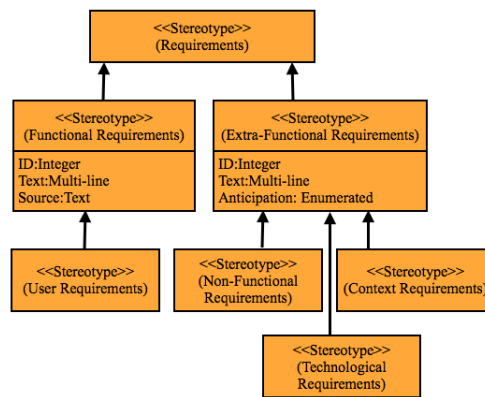 <<Stereotype>>
(Requirements)
<<Stereotype>>
(Functional Requirements)
ID:Integer
Text:Multi-line
Source:Text
<<Stereotype>>
(Extra-Functional Requirements)
ID:Integer
Text:Multi-line
Anticipation: Enumerated
<<Stereotype>>
(User Requirements)
<<Stereotype>>
(Non-Functional
Requirements)
<<Stereotype>>
(Context Requirements)
<<Stereotype>>
(Technological
Requirements)